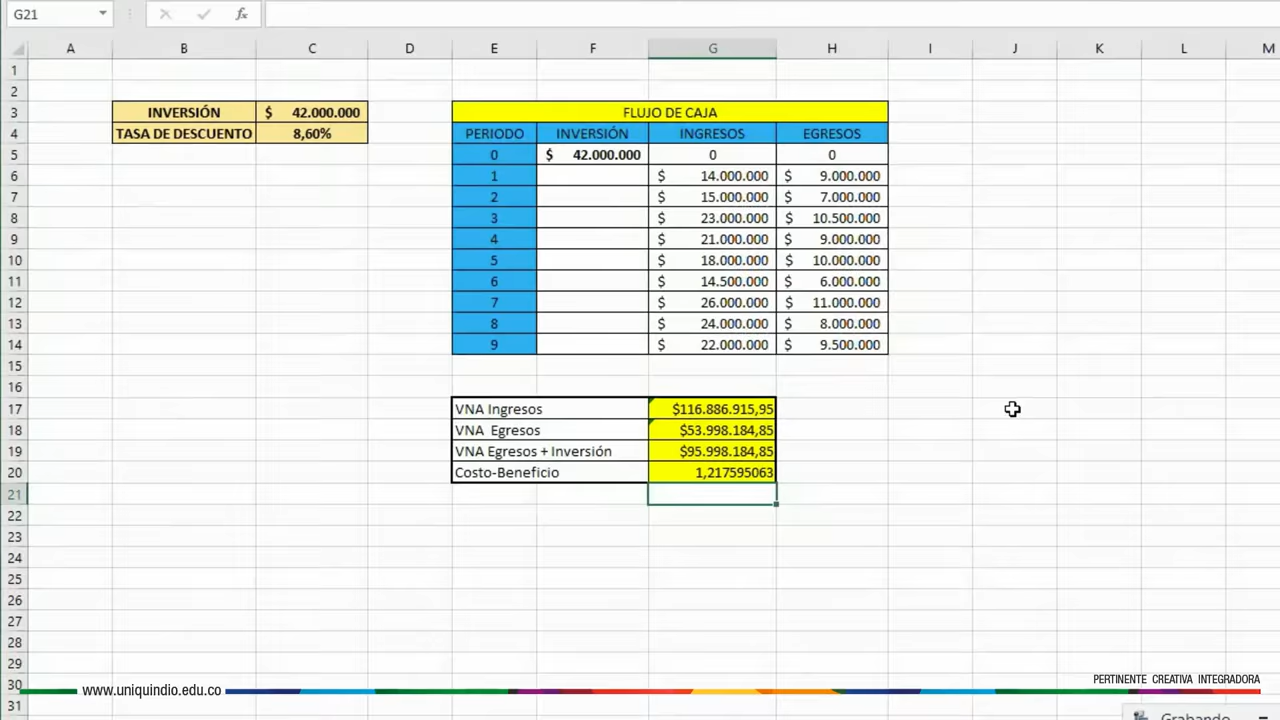 G21
fx
A B C D E F G H I J K L M
1
2
3 INVERSIÓN $ 42.000.000 FLUJO DE CAJA
4 TASA DE DESCUENTO 8,60% PERIODO INVERSIÓN INGRESOS EGRESOS
5 0 $ 42.000.000 0 0
6 1 $ 14.000.000 $ 9.000.000
7 2 $ 15.000.000 $ 7.000.000
8 3 $ 23.000.000 $ 10.500.000
9 4 $ 21.000.000 $ 9.000.000
10 5 $ 18.000.000 $ 10.000.000
11 6 $ 14.500.000 $ 6.000.000
12 7 $ 26.000.000 $ 11.000.000
13 8 $ 24.000.000 $ 8.000.000
14 9 $ 22.000.000 $ 9.500.000
15
16
17 VNA Ingresos $116.886.915,95
18 VNA Egresos $53.998.184,85
19 VNA Egresos + Inversión $95.998.184,85
20 Costo-Beneficio 1,217595063
21
22
23
24
25
26
27
28
29
30
www.uniquindio.edu.co PERTINENTE CREATIVA INTEGRADORA
31
Grabando